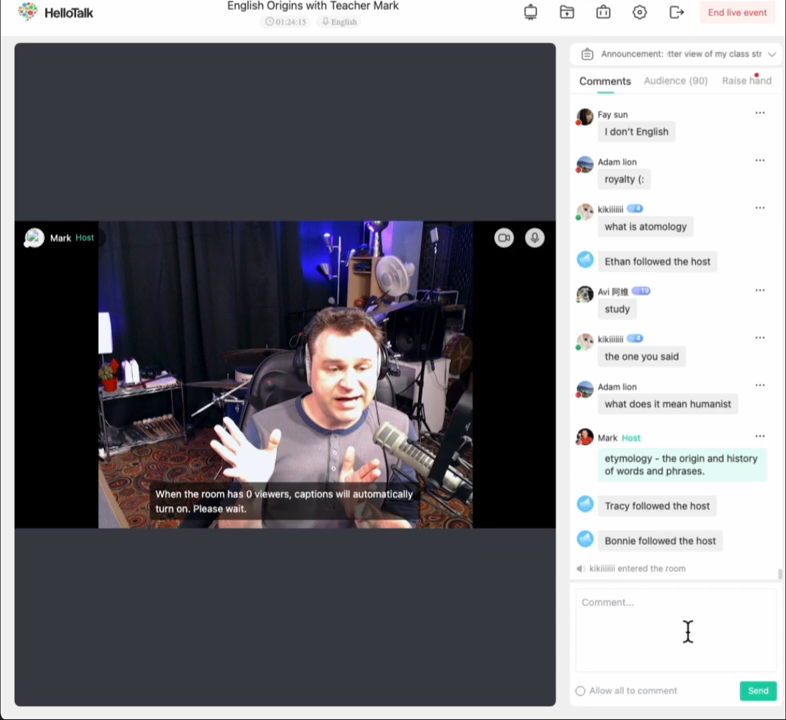 HelloTalk
English Origins with Teacher Mark
01:24:15
English
End live event
Announcement: tter view of my class str
Comments
Audience (90)
Raise hand
Fay sun
I don't English
Adam lion
royalty (:
what is atomology
Ethan followed the host
Avi 阿维
study
the one you said
Adam lion
what does it mean humanist
Mark Host
etymology - the origin and history
of words and phrases.
Tracy followed the host
Bonnie followed the host
entered the room
Mark Host
When the room has 0 viewers, captions will automatically
turn on. Please wait.
Comment...
Allow all to comment
Send